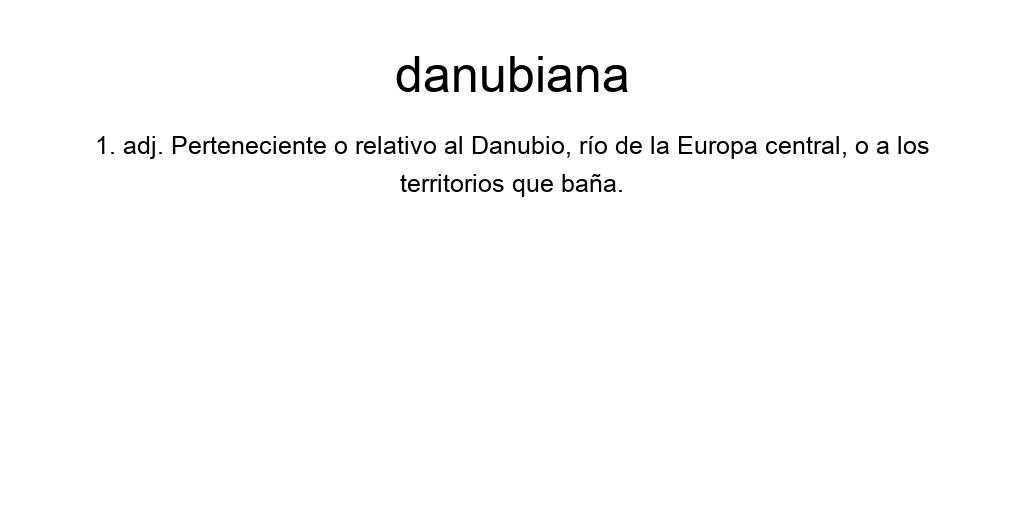 danubiana
1. adj. Perteneciente o relativo al Danubio, río de la Europa central, o a los
territorios que baña.